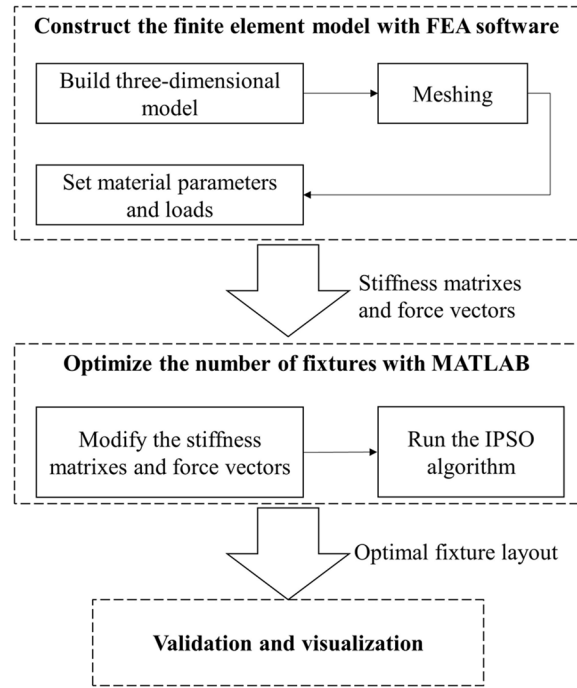 Construct the finite element model with FEA software
Build three-dimensional
model
Meshing
Set material parameters
and loads
Stiffness matrixes
and force vectors
Optimize the number of fixtures with MATLAB
Modify the stiffness
matrixes and force vectors
Run the IPSO
algorithm
Optimal fixture layout
Validation and visualization